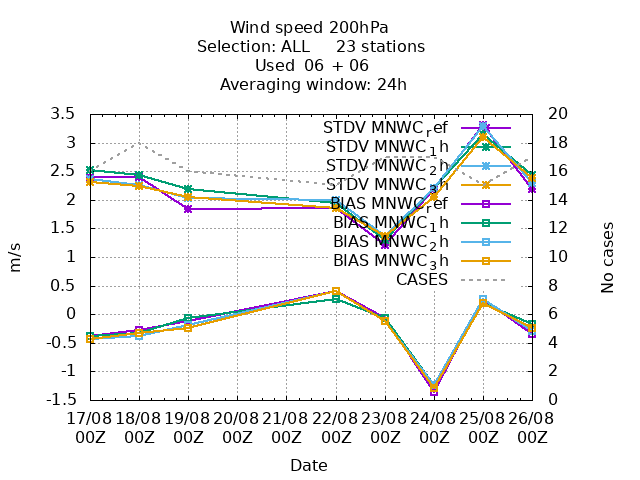 Wind speed 200hPa
Selection: ALL 23 stations
Used 06 + 06
Averaging window: 24h
3.5
3
2.5
2
1.5
1
0.5
0
-0.5
-1
-1.5
m/s
20
18
16
14
12
10
8
6
4
2
0
No cases
STDV MNWC_ref
STDV MNWC_1h
STDV MNWC_2h
STDV MNWC_3h
BIAS MNWC_ref
BIAS MNWC_1h
BIAS MNWC_2h
BIAS MNWC_3h
CASES
17/08 18/08 19/08 20/08 21/08 22/08 23/08 24/08 25/08 26/08
00Z 00Z 00Z 00Z 00Z 00Z 00Z 00Z 00Z 00Z
Date